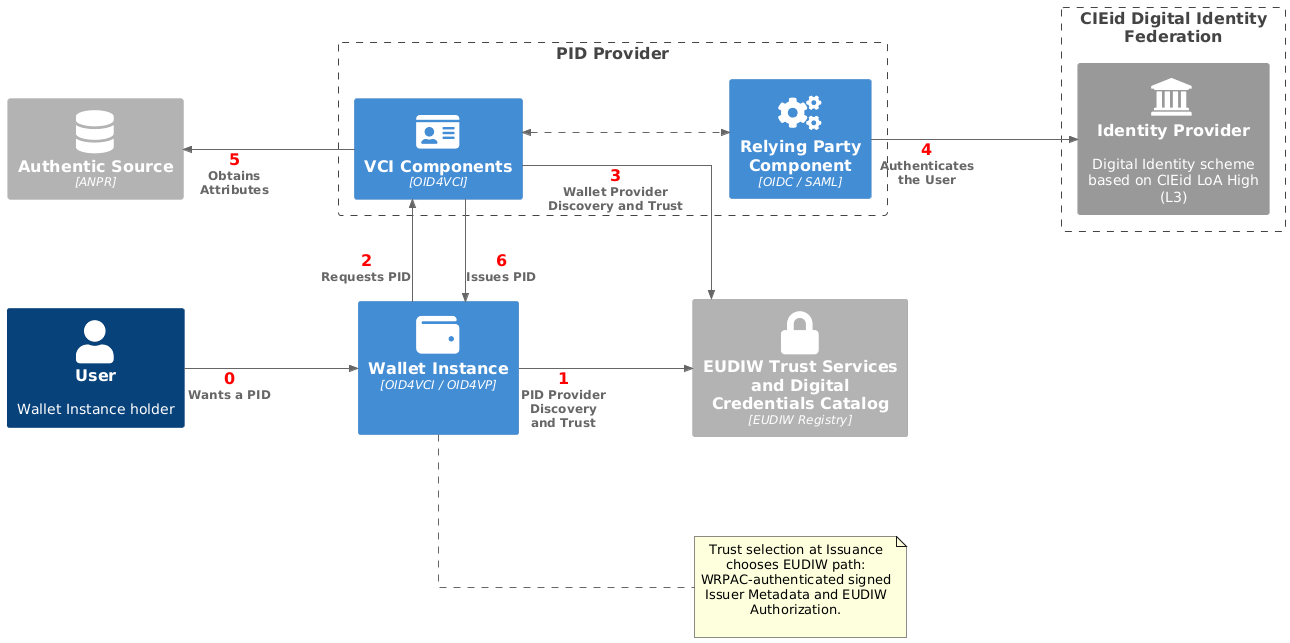 CIEid Digital Identity
Federation
PID Provider
Identity Provider
Digital Identity scheme
based on CIEid LoA High
(L3)
Authentic Source
[ANPR]
5
Obtains
Attributes
VCI Components
[OID4VCI]
Relying Party
Component
[OIDC / SAML]
4
Authenticates
the User
3
Wallet Provider
Discovery and Trust
2
Requests PID
6
Issues PID
User
Wallet Instance holder
0
Wants a PID
Wallet Instance
[OID4VCI / OID4VP]
1
PID Provider
Discovery
and Trust
EUDIW Trust Services
and Digital
Credentials Catalog
[EUDIW Registry]
Trust selection at Issuance
chooses EUDIW path:
WRPAC-authenticated signed
Issuer Metadata and EUDIW
Authorization.